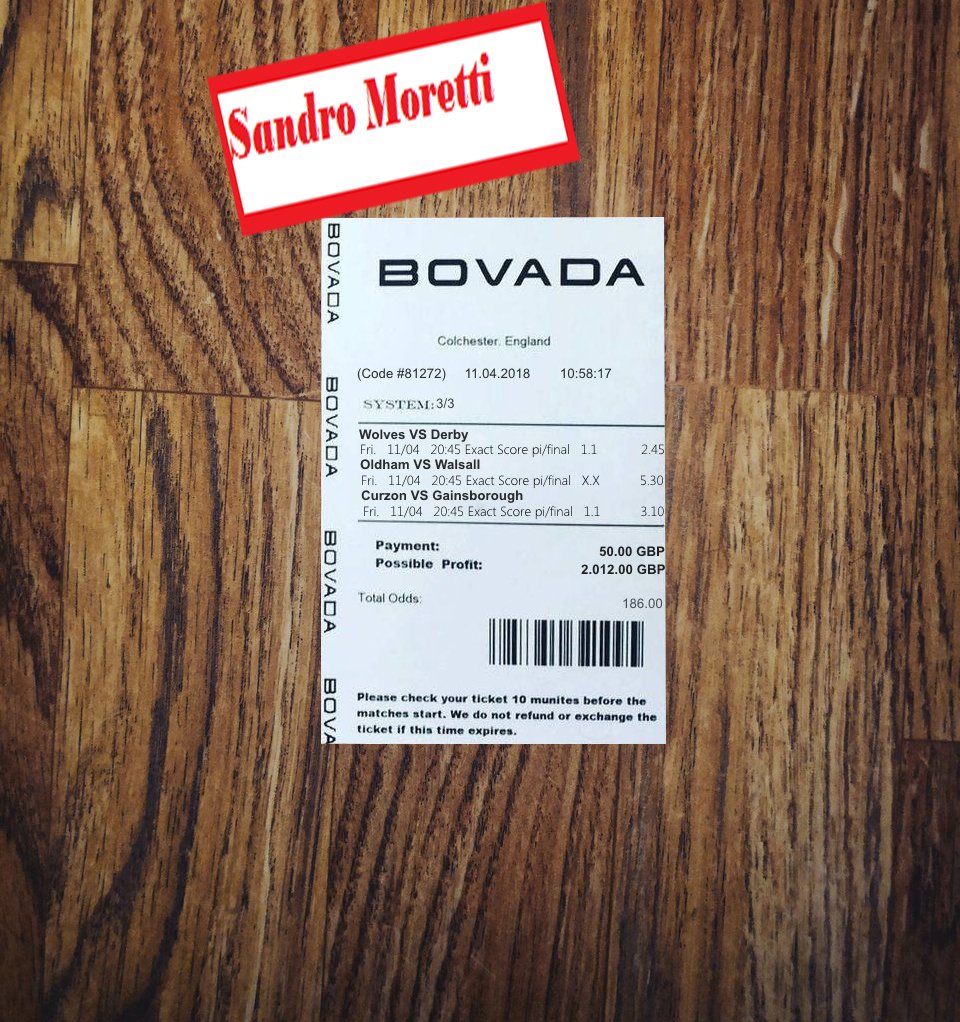 Sandro Moretti
BOVADA
BOVADA
BOVADA
BOVADA
BOVA
BOVADA
Colchester. England
(Code #81272) 11.04.2018 10:58:17
SYSTEM: 3/3
Wolves VS Derby
Fri. 11/04 20:45 Exact Score pi/final 1.1 2.45
Oldham VS Walsall
Fri. 11/04 20:45 Exact Score pi/final X.X 5.30
Curzon VS Gainsborough
Fri. 11/04 20:45 Exact Score pi/final 1.1 3.10
Payment: 50.00 GBP
Possible Profit: 2.012.00 GBP
Total Odds: 186.00
Please check your ticket 10 munites before the
matches start. We do not refund or exchange the
ticket if this time expires.